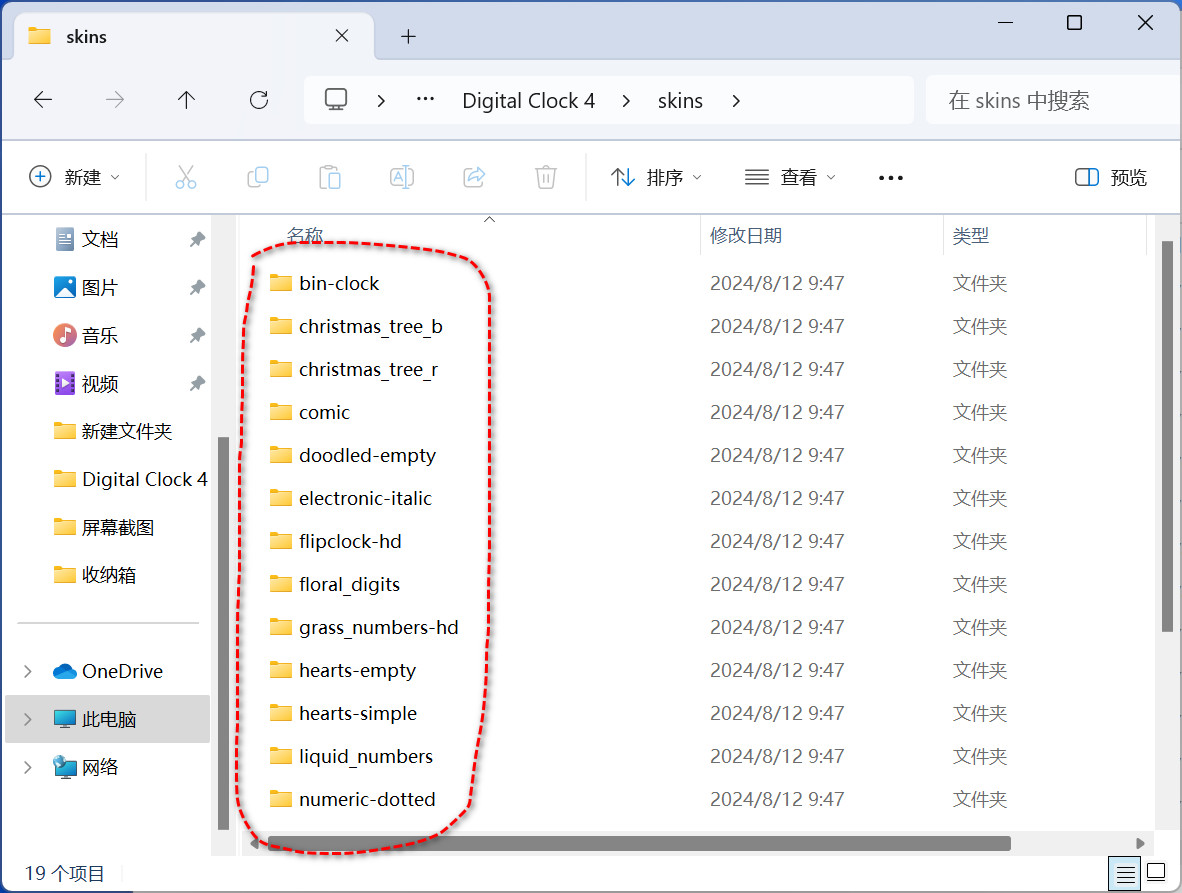 skins
Digital Clock 4 skins 在 skins 中搜索
新建 排序 查看 预览
名称 修改日期 类型
文档
图片
音乐
视频
新建文件夹
Digital Clock 4
屏幕截图
收纳箱
OneDrive
此电脑
网络
bin-clock 2024/8/12 9:47 文件夹
christmas_tree_b 2024/8/12 9:47 文件夹
christmas_tree_r 2024/8/12 9:47 文件夹
comic 2024/8/12 9:47 文件夹
doodled-empty 2024/8/12 9:47 文件夹
electronic-italic 2024/8/12 9:47 文件夹
flipclock-hd 2024/8/12 9:47 文件夹
floral_digits 2024/8/12 9:47 文件夹
grass_numbers-hd 2024/8/12 9:47 文件夹
hearts-empty 2024/8/12 9:47 文件夹
hearts-simple 2024/8/12 9:47 文件夹
liquid_numbers 2024/8/12 9:47 文件夹
numeric-dotted 2024/8/12 9:47 文件夹
19 个项目